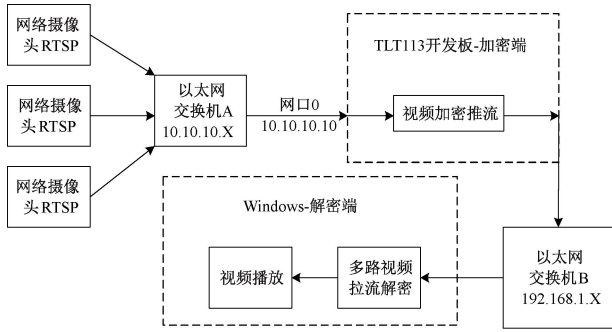 网络摄像
头RTSP
网络摄像
头RTSP
网络摄像
头RTSP
以太网
交换机A
10.10.10.X
网口0
10.10.10.10
TLT113开发板-加密端
视频加密推流
Windows-解密端
视频播放
多路视频
拉流解密
以太网
交换机B
192.168.1.X